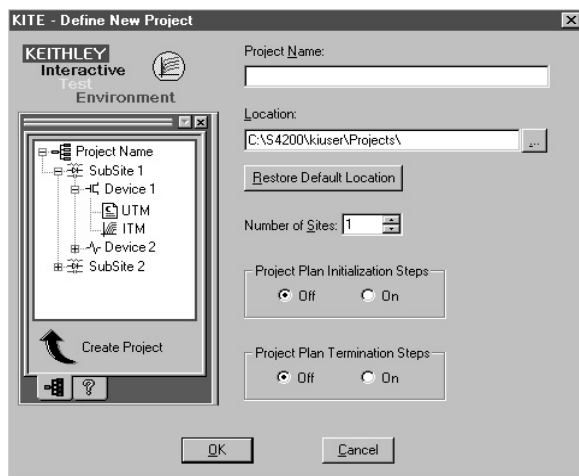 KITE - Define New Project
KEITHLEY
Interactive
Test
Environment
Project Name
SubSite 1
Device 1
UTM
ITM
Device 2
SubSite 2
Create Project
?
Project Name:
Location:
C:\S4200\kiuser\Projects\
...
Restore Default Location
Number of Sites: 1
Project Plan Initialization Steps
Off On
Project Plan Termination Steps
Off On
OK Cancel